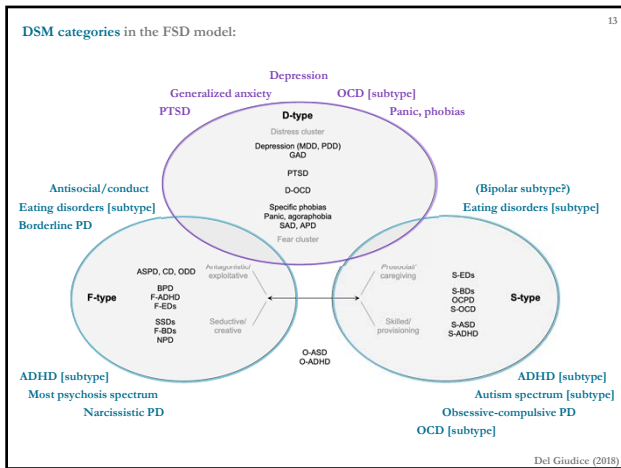 13
DSM categories in the FSD model:
Depression
Generalized anxiety
OCD [subtype]
PTSD
Panic, phobias
D-type
Distress cluster
Depression (MDD, PDD)
GAD
PTSD
D-OCD
Specific phobias
Panic, agoraphobia
SAD, APD
Fear cluster
Antisocial/conduct
Eating disorders [subtype]
Borderline PD
(Bipolar subtype?)
Eating disorders [subtype]
F-type
ASPD, CD, ODD
BPD
F-ADHD
F-EDs
SSDs
F-BDs
NPD
Antagonistic/
exploitative
Seductive/
creative
Prosocial/
caregiving
Skilled/
provisioning
S-EDs
S-BDs
OCPD
S-OCD
S-ASD
S-ADHD
S-type
O-ASD
O-ADHD
ADHD [subtype]
Most psychosis spectrum
Narcissistic PD
ADHD [subtype]
Autism spectrum [subtype]
Obsessive-compulsive PD
OCD [subtype]
Del Giudice (2018)